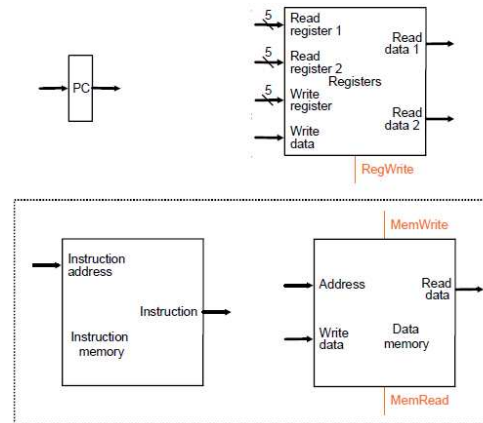 5
Read
register 1
5
Read
register 2
5
Write
register
Write
data
Registers
Read
data 1
Read
data 2
RegWrite
PC
Instruction
address
Instruction
Instruction
memory
MemWrite
Address
Write
data
Read
data
Data
memory
MemRead